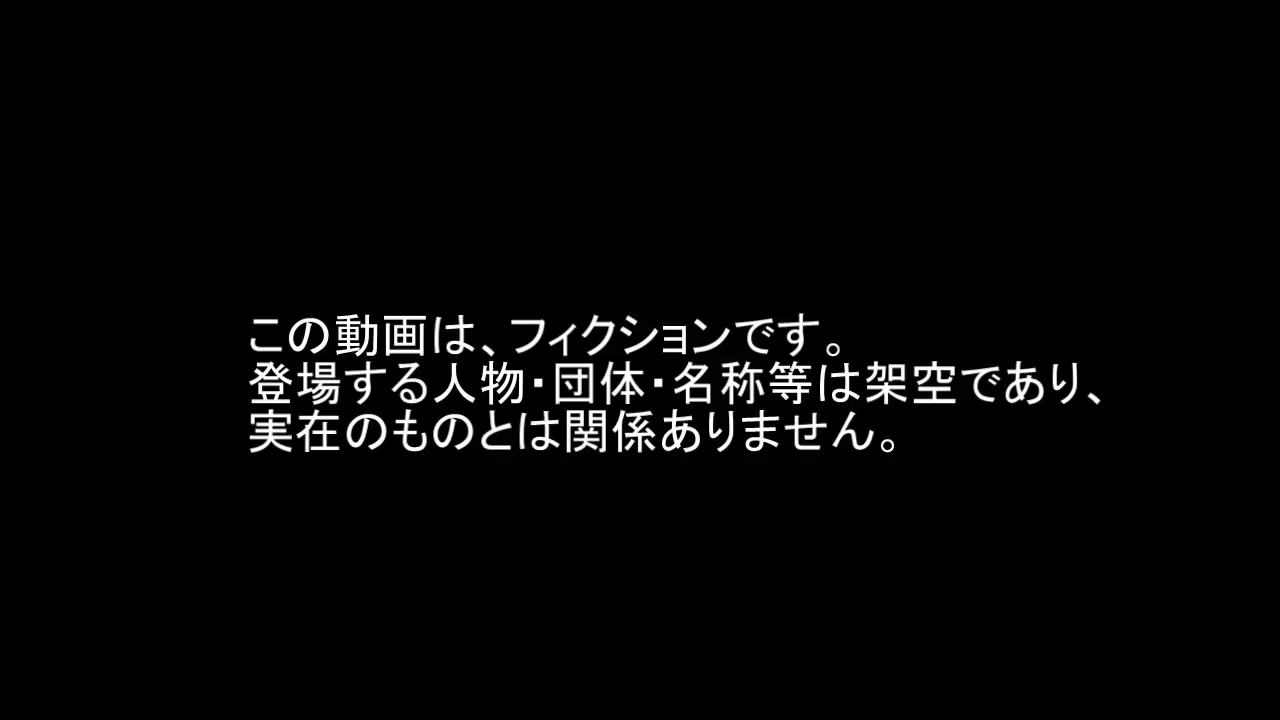 この動画は、フィクションです。
登場する人物・団体・名称等は架空であり、
実在のものとは関係ありません。